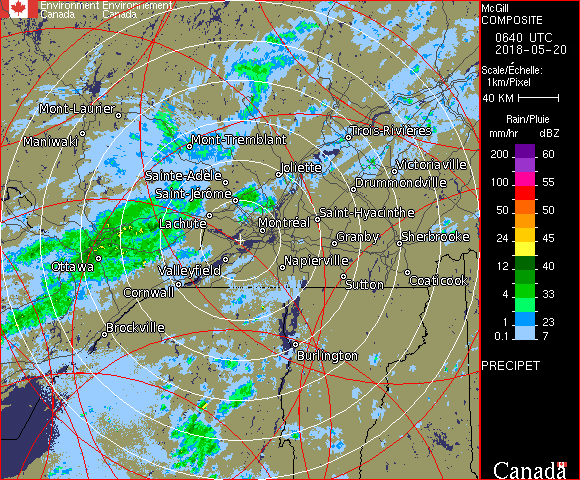 Environment Environnement
Canada Canada
Mont-Laurier
Maniwaki
Mont-Tremblant
Trois-Rivières
Sainte-Adèle
Joliette
Victoriaville
Saint-Jérôme
Drummondville
Lachute
Saint-Hyacinthe
Montréal
Granby
Sherbrooke
Ottawa
Valleyfield
Napierville
Cornwall
Sutton
Coaticook
Brockville
Burlington
McGill
COMPOSITE
0640 UTC
2018-05-20
Scale/Échelle:
1km/Pixel
40 KM
Rain/Pluie
mm/hr dBZ
200 60
100 55
50 50
24 45
12 40
4 33
1 23
0.1 7
PRECIPET
Canada